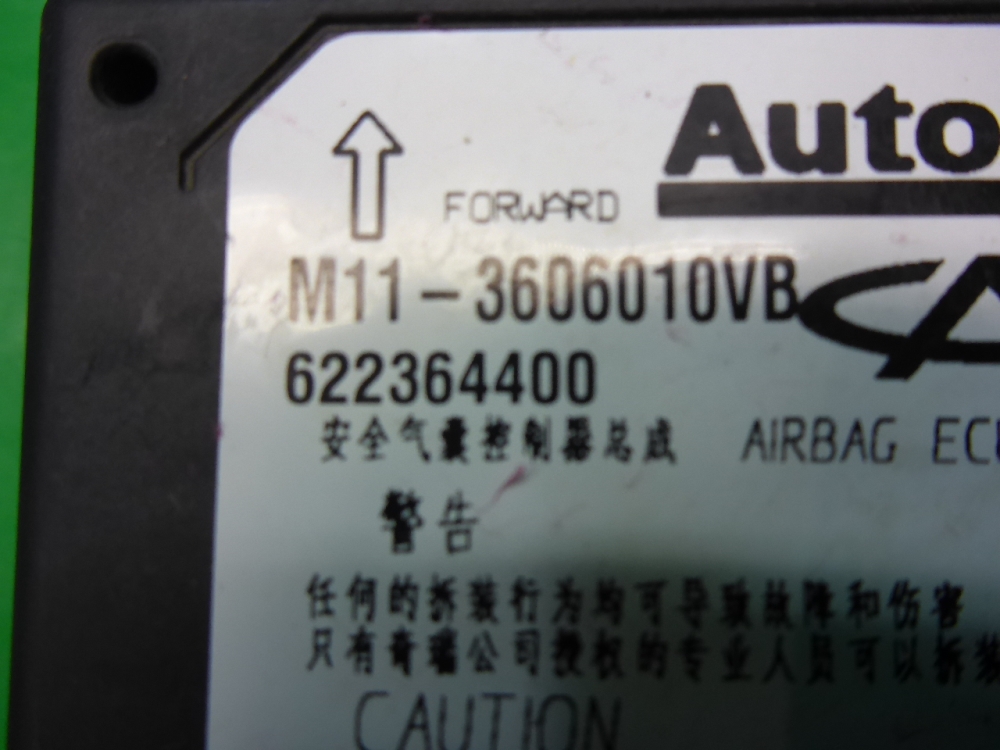 Auto
FORWARD
M11-3606010VB
622364400
安全气囊控制器总成 AIRBAG ECU
警告
任何的拆装行为均可导致故障和伤害
只有奇瑞公司授权的专业人员可以拆装
CAUTION